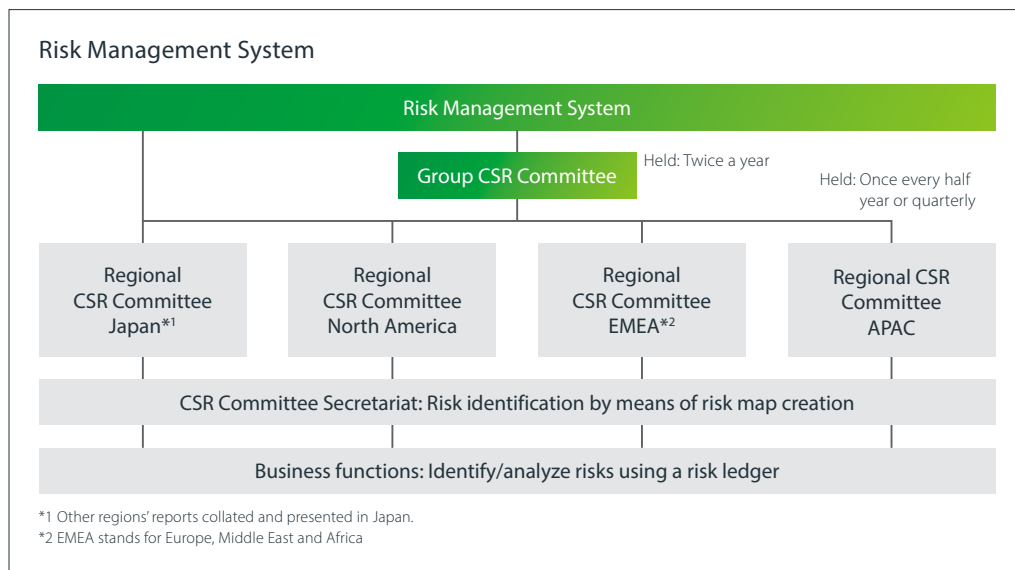 Risk Management System
Risk Management System
Group CSR Committee
Held: Twice a year
Held: Once every half
year or quarterly
Regional
CSR Committee
Japan*1
Regional
CSR Committee
North America
Regional
CSR Committee
EMEA*2
Regional CSR
Committee
APAC
CSR Committee Secretariat: Risk identification by means of risk map creation
Business functions: Identify/analyze risks using a risk ledger
*1 Other regions’ reports collated and presented in Japan.
*2 EMEA stands for Europe, Middle East and Africa